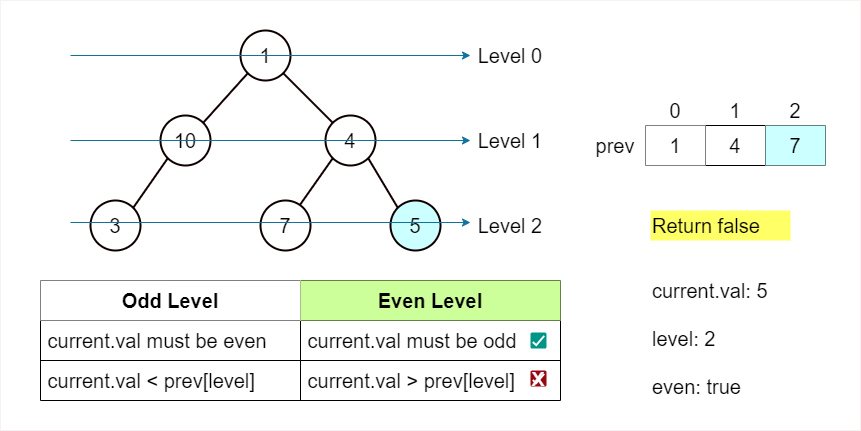 1
Level 0
10
4
Level 1
3
7
5
Level 2
0 1 2
prev 1 4 7
Return false
current.val: 5
level: 2
even: true
Odd Level Even Level
current.val must be even current.val must be odd
current.val < prev[level] current.val > prev[level]